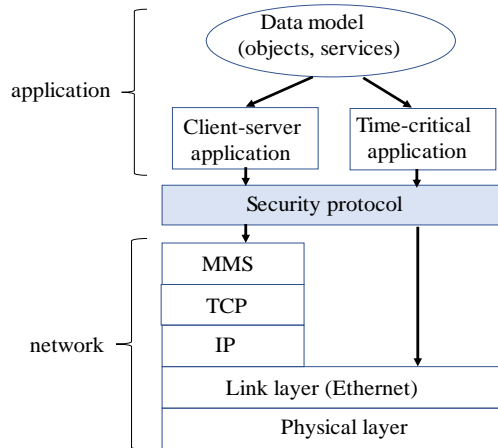 Data model
(objects, services)
application
Client-server
application
Time-critical
application
Security protocol
MMS
TCP
network
IP
Link layer (Ethernet)
Physical layer